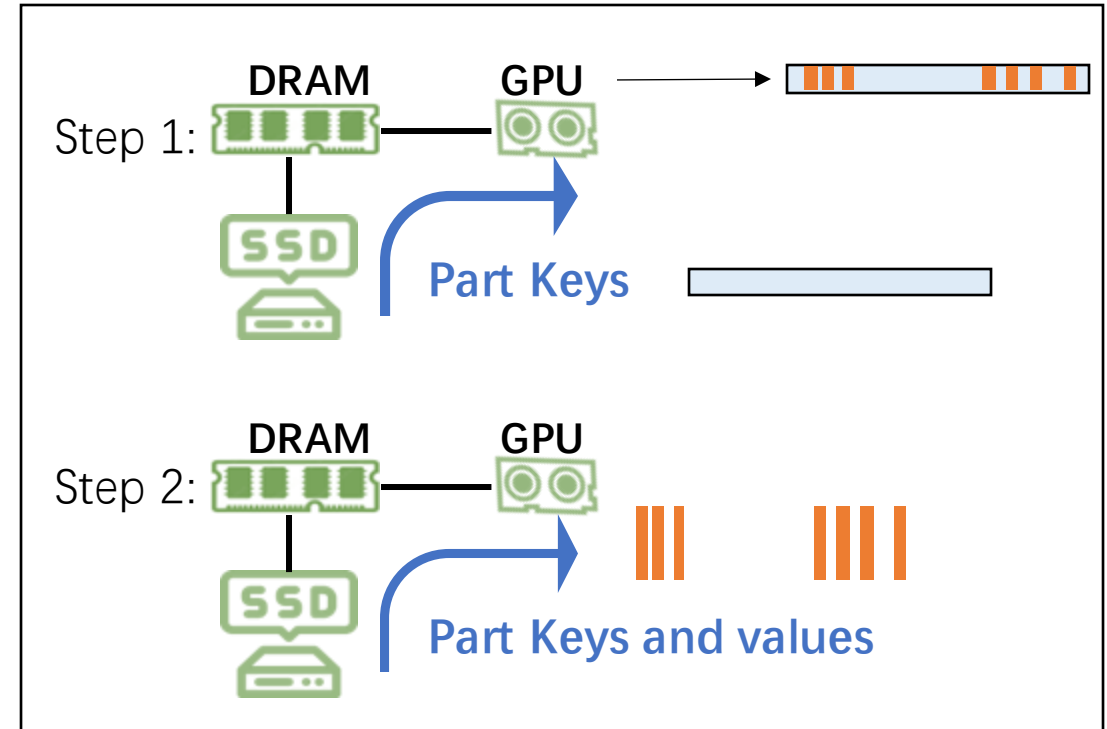 DRAM GPU
Step 1:
SSD
Part Keys
DRAM GPU
Step 2:
SSD
Part Keys and values